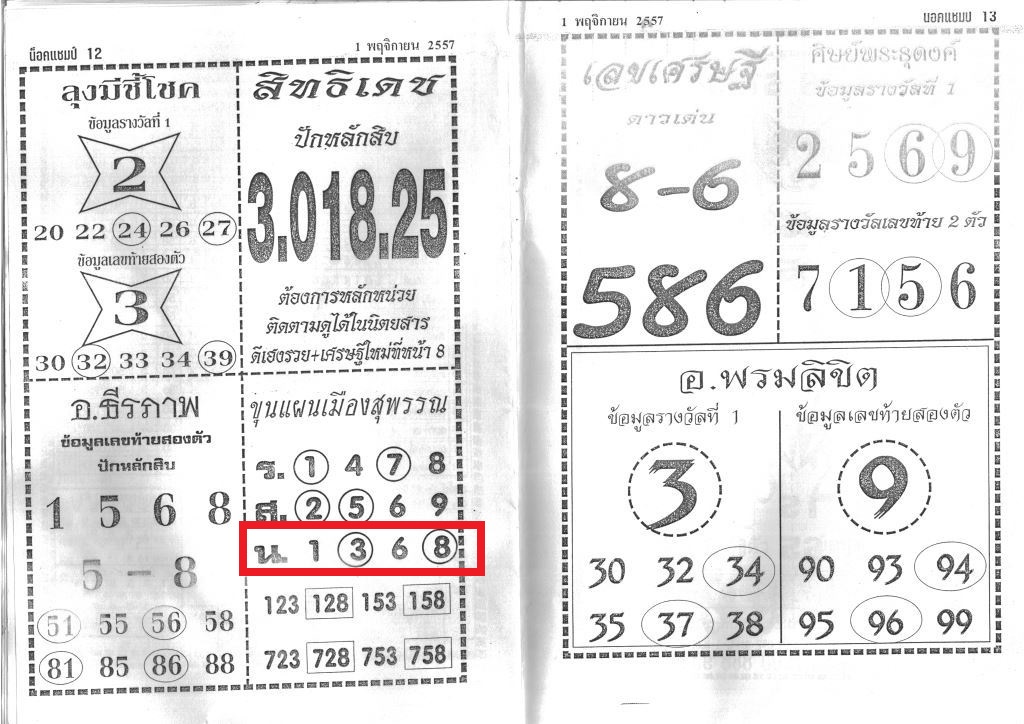 น็อคแชมป์ 12
1 พฤศจิกายน 2557
ลุงมีชี้โชค
ข้อมูลรางวัลที่ 1
2
20 22 24 26 27
ข้อมูลเลขท้ายสองตัว
3
30 32 33 34 39
สิทธิเดช
ปักหลักสิบ
3.018.25
ต้องการหลักหน่วย
ติดตามดูได้ในนิตยสาร
ดีเฮงรวย+เศรษฐีใหม่ที่หน้า 8
อ.ธีรภาพ
ข้อมูลเลขท้ายสองตัว
ปักหลักสิบ
1 5 6 8
5 - 8
51 55 56 58
81 85 86 88
ขุนแผนเมืองสุพรรณ
ร. 1 4 7 8
ส. 2 5 6 9
น. 1 3 6 8
123 128 153 158
723 728 753 758
1 พฤศจิกายน 2557
น็อคแชมป์ 13
เลขเศรษฐี
ดาวเด่น
8-6
586
ศิษย์พระธุดงค์
ข้อมูลรางวัลที่ 1
2 5 6 9
ข้อมูลรางวัลเลขท้าย 2 ตัว
7 1 5 6
อ.พรมลิขิต
ข้อมูลรางวัลที่ 1
3
30 32 34
35 37 38
ข้อมูลเลขท้ายสองตัว
9
90 93 94
95 96 99